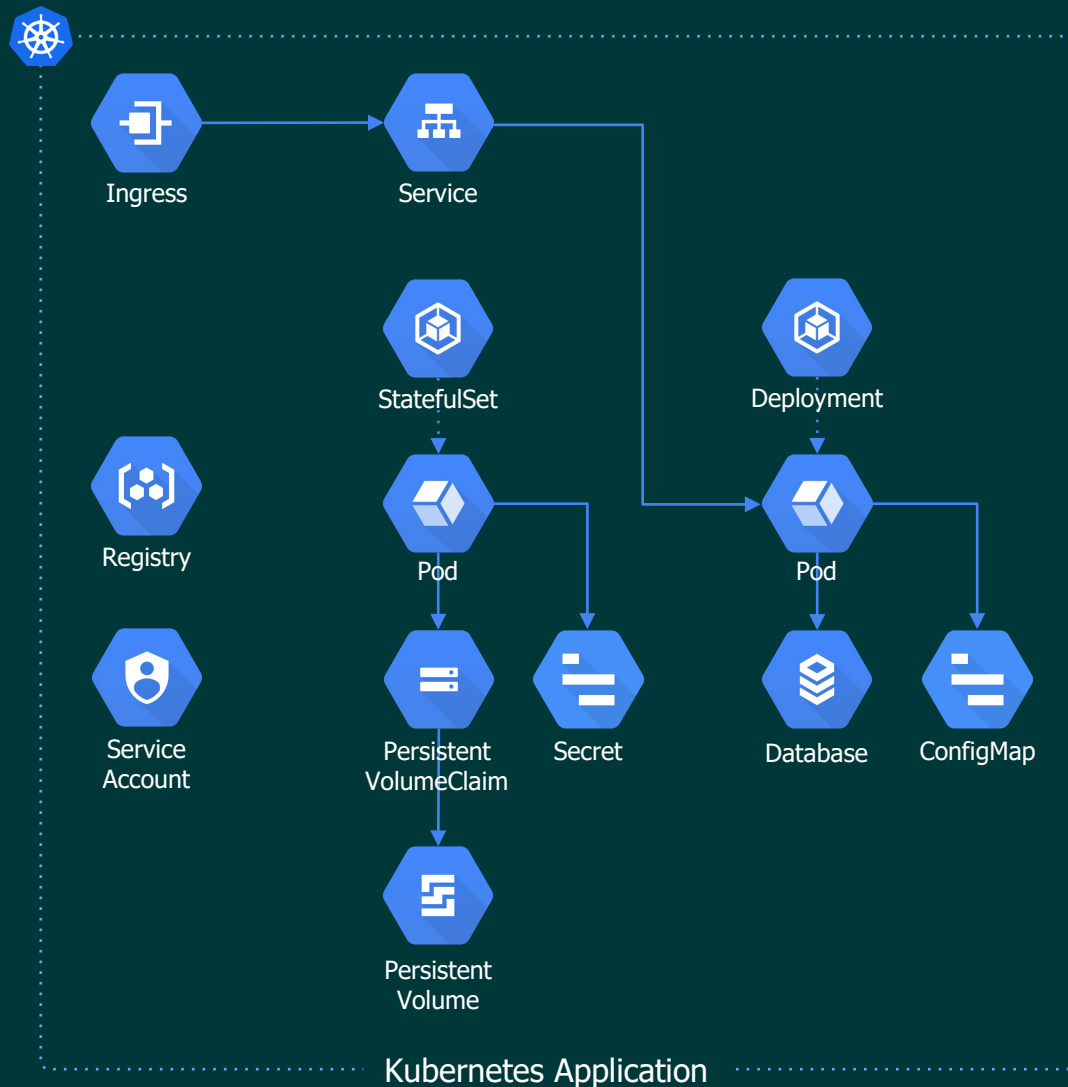 Ingress
Service
StatefulSet
Deployment
Registry
Pod
Pod
Service
Account
Persistent
VolumeClaim
Secret
Database
ConfigMap
Persistent
Volume
Kubernetes Application